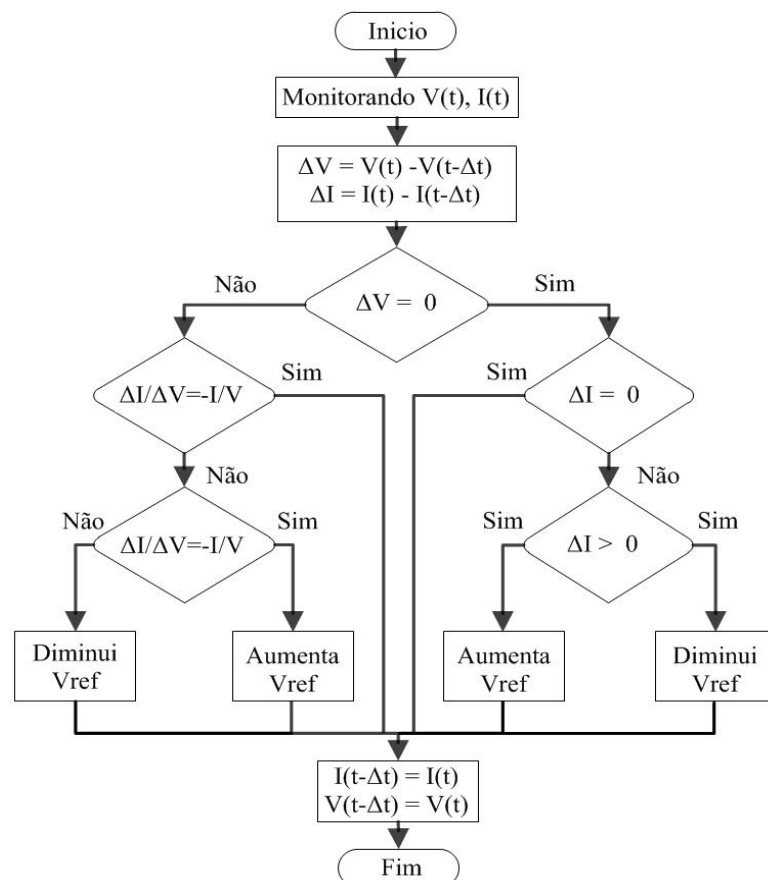 Inicio
Monitorando V(t), I(t)
ΔV = V(t) -V(t-Δt)
ΔI = I(t) - I(t-Δt)
Não
ΔV = 0
Sim
ΔI/ΔV=-I/V
Sim
Sim
ΔI = 0
Não
Não
Não
ΔI/ΔV=-I/V
Sim
Sim
ΔI > 0
Sim
Diminui
Vref
Aumenta
Vref
Aumenta
Vref
Diminui
Vref
I(t-Δt) = I(t)
V(t-Δt) = V(t)
Fim